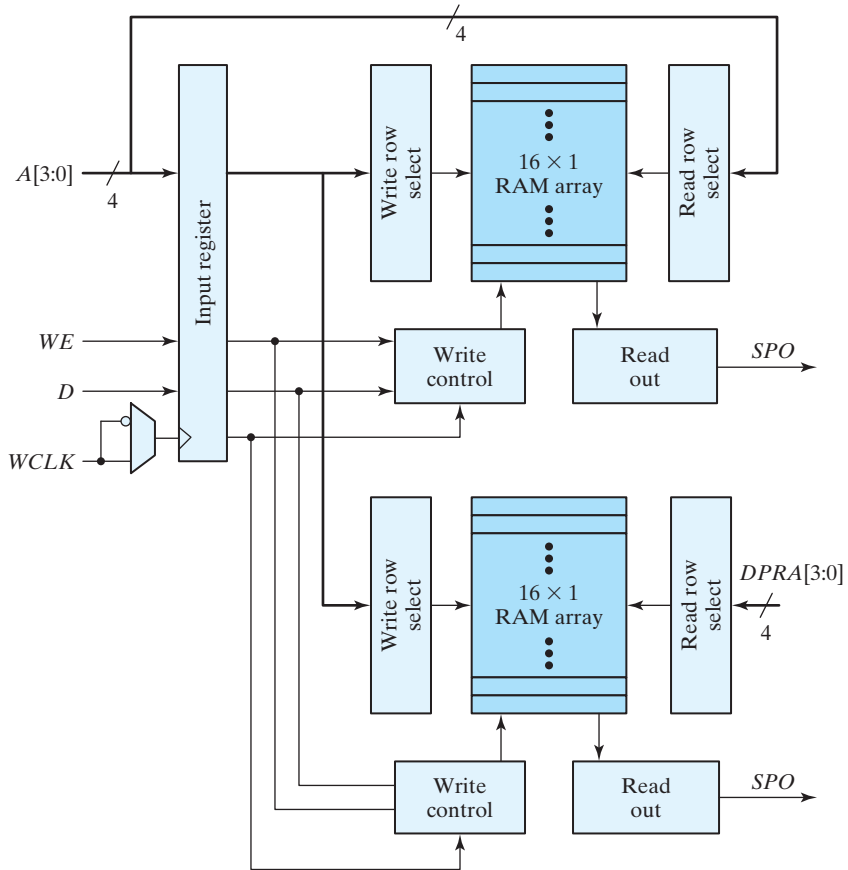 4
A[3:0]
4
Input register
Write row
select
16 × 1
RAM array
Read row
select
WE
D
WCLK
Write
control
Read
out
SPO
Write row
select
16 × 1
RAM array
Read row
select
DPRA[3:0]
4
Write
control
Read
out
SPO